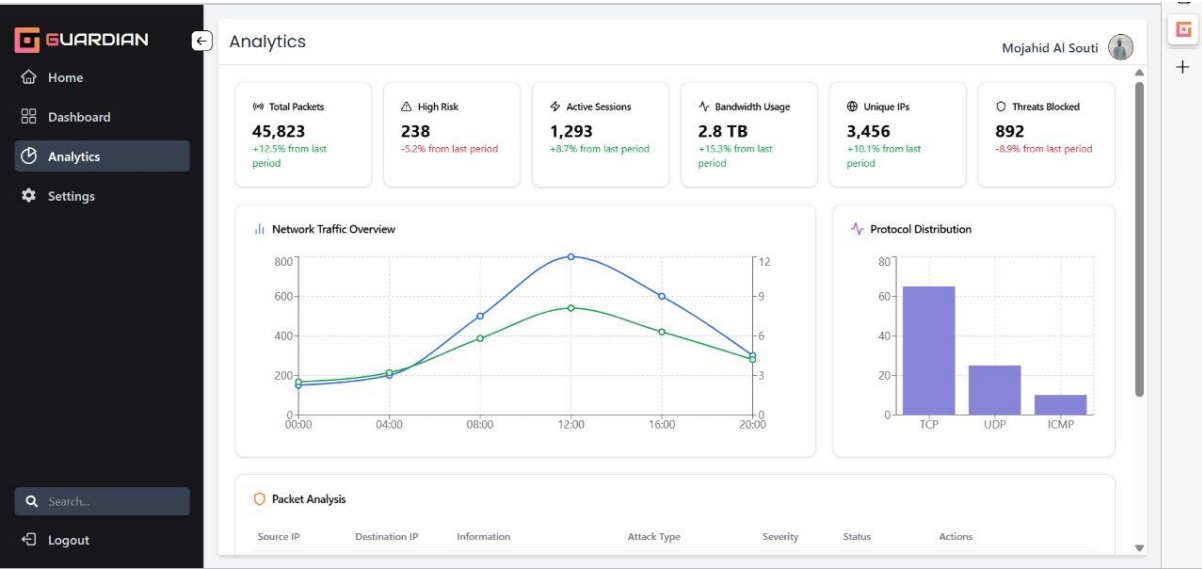 GUARDIAN
Home
Dashboard
Analytics
Settings
Search...
Logout
Analytics
Mojahid Al Souti
Total Packets
45,823
+12.5% from last
period
High Risk
238
-5.2% from last period
Active Sessions
1,293
+8.7% from last period
Bandwidth Usage
2.8 TB
+15.3% from last
period
Unique IPs
3,456
+10.1% from last
period
Threats Blocked
892
-8.9% from last period
Network Traffic Overview
800
600
400
200
0
12
9
6
3
0
00:00 04:00 08:00 12:00 16:00 20:00
Protocol Distribution
80
60
40
20
0
TCP UDP ICMP
Packet Analysis
Source IP Destination IP Information Attack Type Severity Status Actions